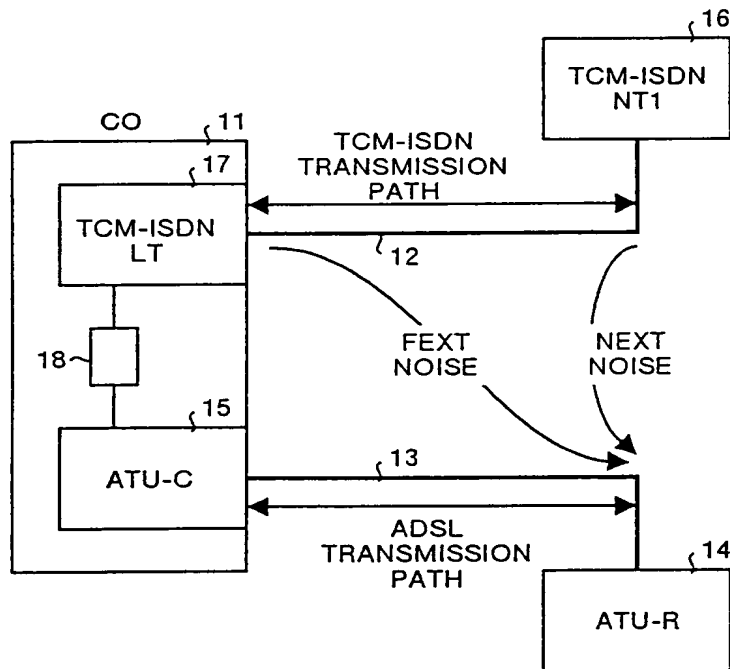 16
TCM-ISDN
NT1
CO
11
17
TCM-ISDN
LT
TCM-ISDN
TRANSMISSION
PATH
12
18
FEXT
NOISE
NEXT
NOISE
15
ATU-C
13
ADSL
TRANSMISSION
PATH
14
ATU-R